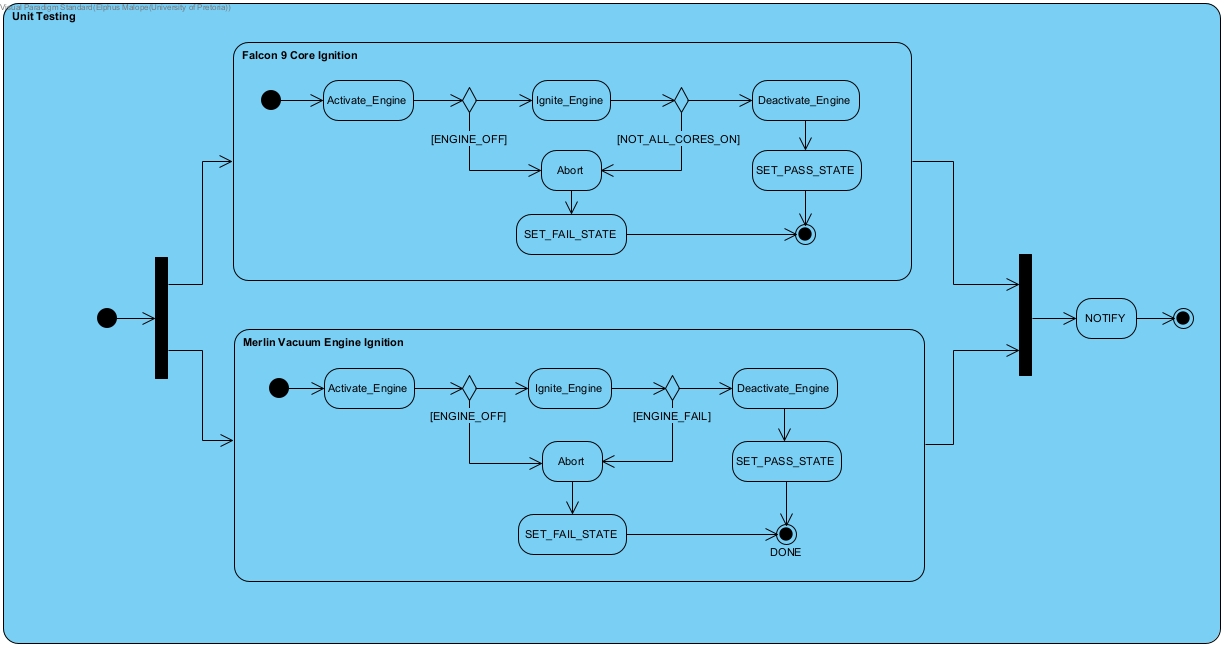 Visual Paradigm Standard(Elphus Malope(University of Pretoria))
Unit Testing
Falcon 9 Core Ignition
Activate_Engine
Ignite_Engine
Deactivate_Engine
[ENGINE_OFF]
[NOT_ALL_CORES_ON]
Abort
SET_PASS_STATE
SET_FAIL_STATE
NOTIFY
Merlin Vacuum Engine Ignition
Activate_Engine
Ignite_Engine
Deactivate_Engine
[ENGINE_OFF]
[ENGINE_FAIL]
Abort
SET_PASS_STATE
SET_FAIL_STATE
DONE